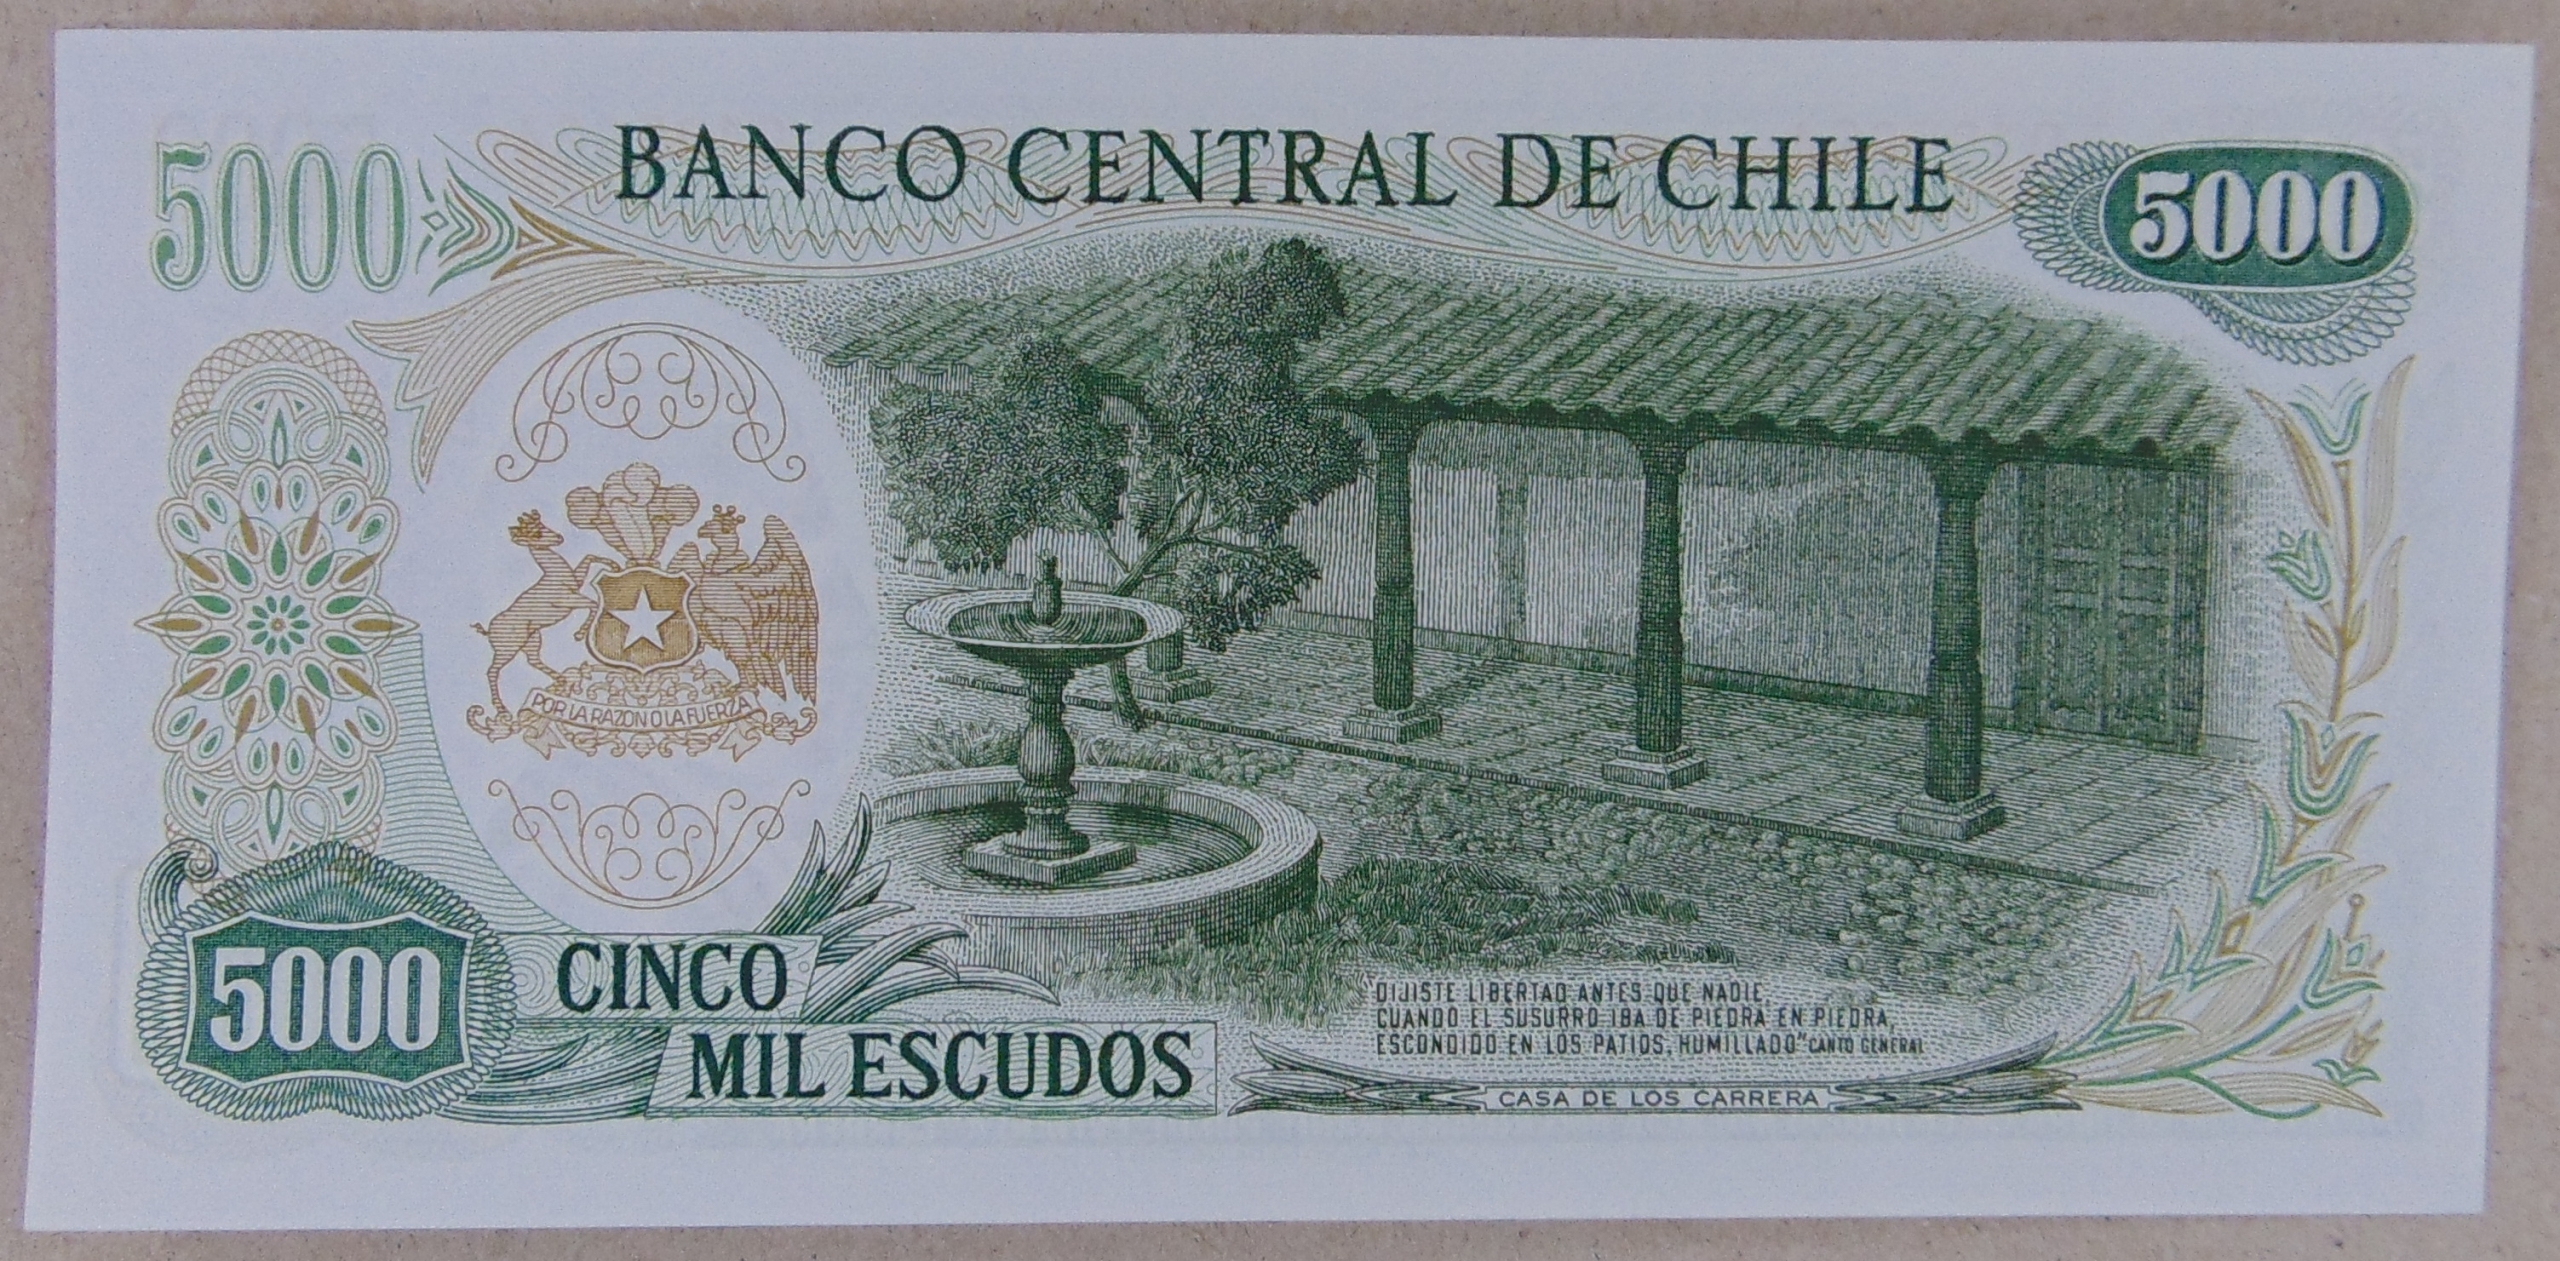 BANCO CENTRAL DE CHILE
5000
5000
POR LA RAZON O LA FUERZA
5000
CINCO
MIL ESCUDOS
"DIJISTE LIBERTAD ANTES QUE NADIE,
CUANDO EL SUSURRO IBA DE PIEDRA EN PIEDRA,
ESCONDIDO EN LOS PATIOS, HUMILLADO" CANTO GENERAL
CASA DE LOS CARRERA